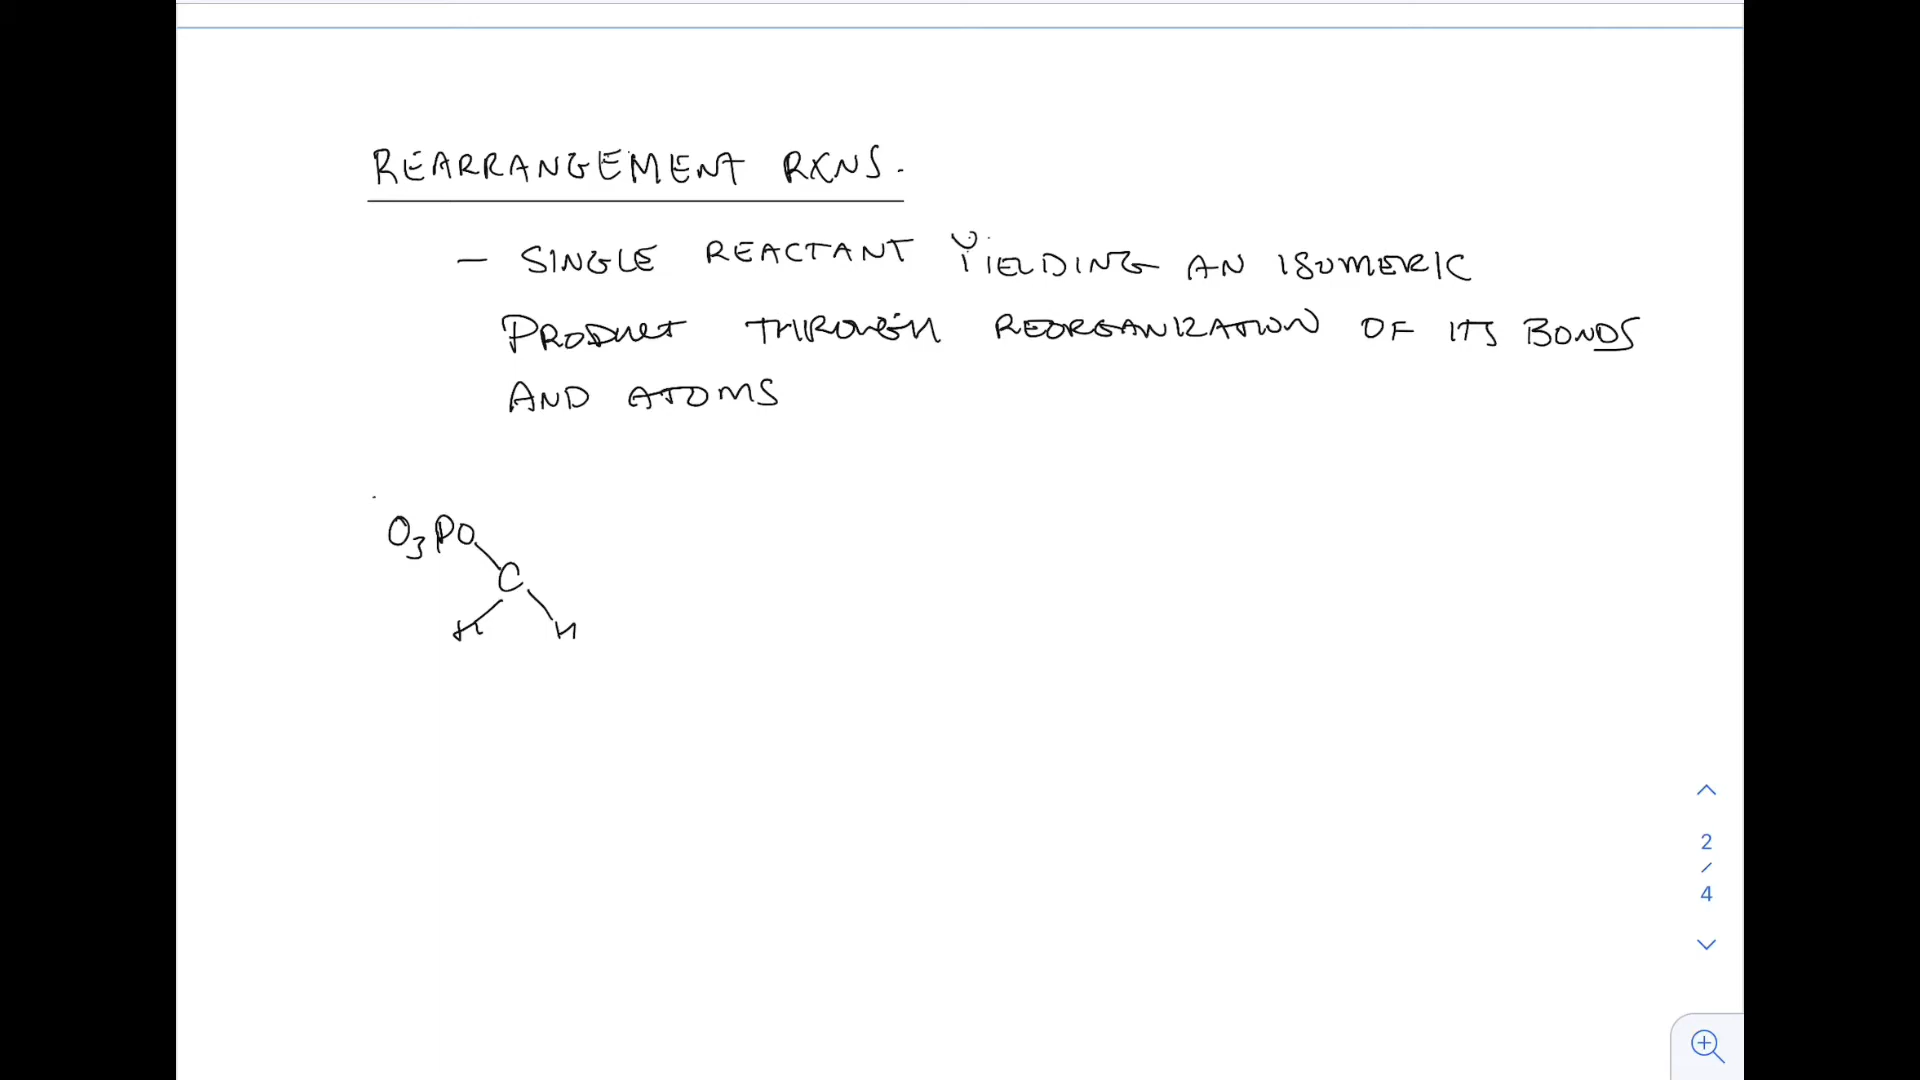 REARRANGEMENT RXNS.
— SINGLE REACTANT YIELDING AN ISOMERIC
PRODUCT THROUGH REORGANIZATION OF ITS BONDS
AND ATOMS
O₃PO
C
H H
2
/
4